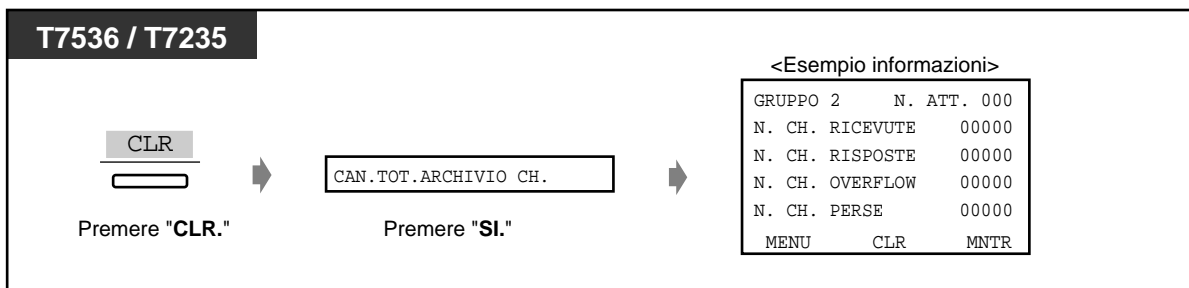 T7536 / T7235
CLR
Premere "CLR."
CAN.TOT.ARCHIVIO CH.
Premere "SI."
<Esempio informazioni>
GRUPPO 2 N. ATT. 000
N. CH. RICEVUTE 00000
N. CH. RISPOSTE 00000
N. CH. OVERFLOW 00000
N. CH. PERSE 00000
MENU CLR MNTR